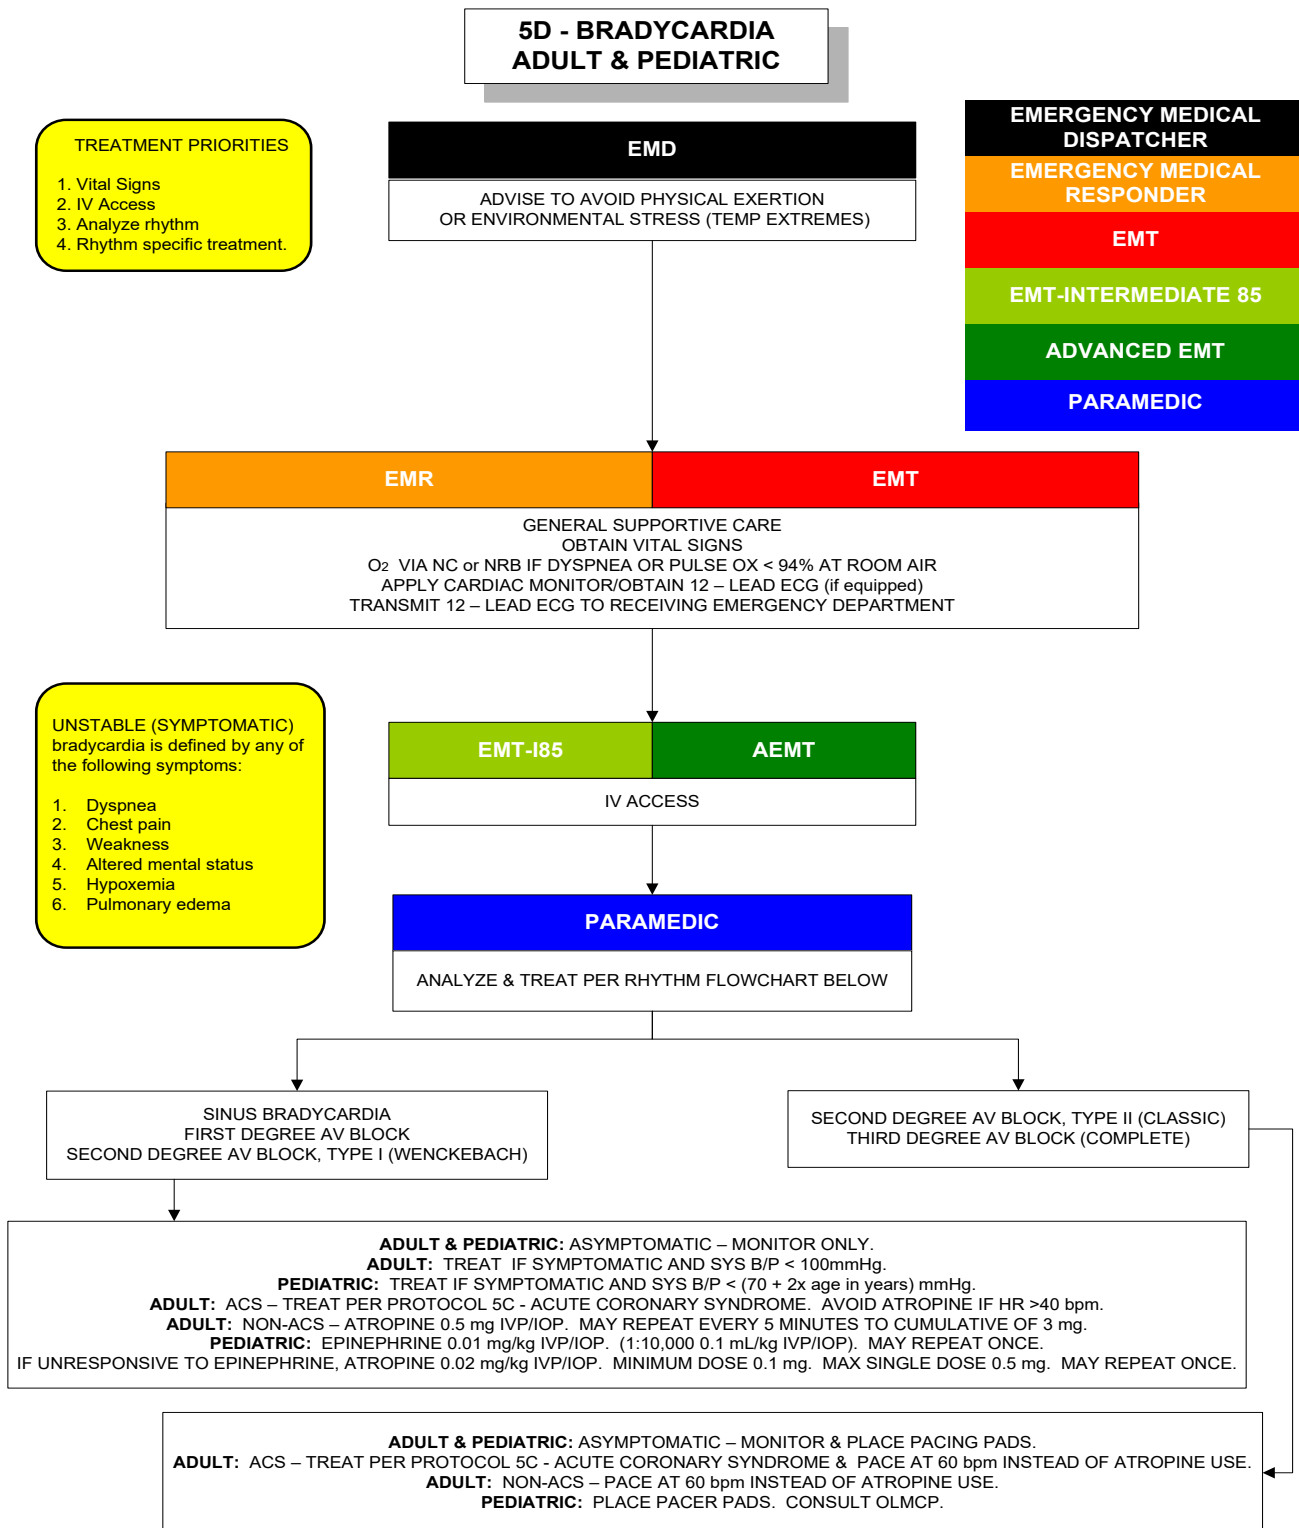 5D - BRADYCARDIA
ADULT & PEDIATRIC
TREATMENT PRIORITIES
1. Vital Signs
2. IV Access
3. Analyze rhythm
4. Rhythm specific treatment.
EMD
ADVISE TO AVOID PHYSICAL EXERTION
OR ENVIRONMENTAL STRESS (TEMP EXTREMES)
EMERGENCY MEDICAL
DISPATCHER
EMERGENCY MEDICAL
RESPONDER
EMT
EMT-INTERMEDIATE 85
ADVANCED EMT
PARAMEDIC
EMR
EMT
GENERAL SUPPORTIVE CARE
OBTAIN VITAL SIGNS
O2 VIA NC or NRB IF DYSPNEA OR PULSE OX < 94% AT ROOM AIR
APPLY CARDIAC MONITOR/OBTAIN 12 – LEAD ECG (if equipped)
TRANSMIT 12 – LEAD ECG TO RECEIVING EMERGENCY DEPARTMENT
UNSTABLE (SYMPTOMATIC)
bradycardia is defined by any of
the following symptoms:
1. Dyspnea
2. Chest pain
3. Weakness
4. Altered mental status
5. Hypoxemia
6. Pulmonary edema
EMT-I85
AEMT
IV ACCESS
PARAMEDIC
ANALYZE & TREAT PER RHYTHM FLOWCHART BELOW
SINUS BRADYCARDIA
FIRST DEGREE AV BLOCK
SECOND DEGREE AV BLOCK, TYPE I (WENCKEBACH)
SECOND DEGREE AV BLOCK, TYPE II (CLASSIC)
THIRD DEGREE AV BLOCK (COMPLETE)
ADULT & PEDIATRIC: ASYMPTOMATIC – MONITOR ONLY.
ADULT: TREAT IF SYMPTOMATIC AND SYS B/P < 100mmHg.
PEDIATRIC: TREAT IF SYMPTOMATIC AND SYS B/P < (70 + 2x age in years) mmHg.
ADULT: ACS – TREAT PER PROTOCOL 5C - ACUTE CORONARY SYNDROME. AVOID ATROPINE IF HR >40 bpm.
ADULT: NON-ACS – ATROPINE 0.5 mg IVP/IOP. MAY REPEAT EVERY 5 MINUTES TO CUMULATIVE OF 3 mg.
PEDIATRIC: EPINEPHRINE 0.01 mg/kg IVP/IOP. (1:10,000 0.1 mL/kg IVP/IOP). MAY REPEAT ONCE.
IF UNRESPONSIVE TO EPINEPHRINE, ATROPINE 0.02 mg/kg IVP/IOP. MINIMUM DOSE 0.1 mg. MAX SINGLE DOSE 0.5 mg. MAY REPEAT ONCE.
ADULT & PEDIATRIC: ASYMPTOMATIC – MONITOR & PLACE PACING PADS.
ADULT: ACS – TREAT PER PROTOCOL 5C - ACUTE CORONARY SYNDROME & PACE AT 60 bpm INSTEAD OF ATROPINE USE.
ADULT: NON-ACS – PACE AT 60 bpm INSTEAD OF ATROPINE USE.
PEDIATRIC: PLACE PACER PADS. CONSULT OLMCP.